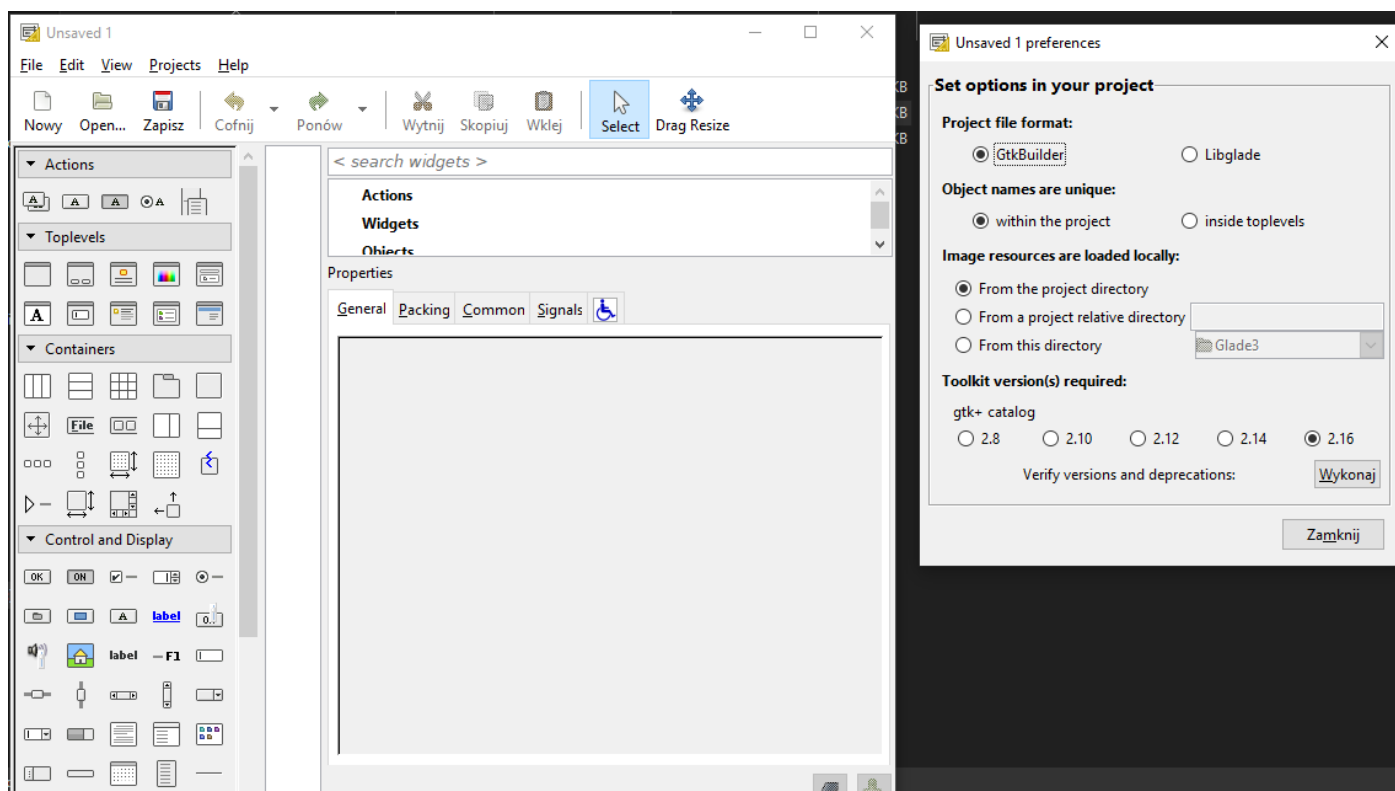 Unsaved 1
File Edit View Projects Help
Nowy Open... Zapisz Cofnij Ponów Wytnij Skopiuj Wklej Select Drag Resize
Actions
Toplevels
Containers
File
Control and Display
OK ON
label
label F1
< search widgets >
Actions
Widgets
Objects
Properties
General Packing Common Signals
KB
KB
KB
Unsaved 1 preferences
Set options in your project
Project file format:
GtkBuilder Libglade
Object names are unique:
within the project inside toplevels
Image resources are loaded locally:
From the project directory
From a project relative directory
From this directory Glade3
Toolkit version(s) required:
gtk+ catalog
2.8 2.10 2.12 2.14 2.16
Verify versions and deprecations: Wykonaj
Zamknij